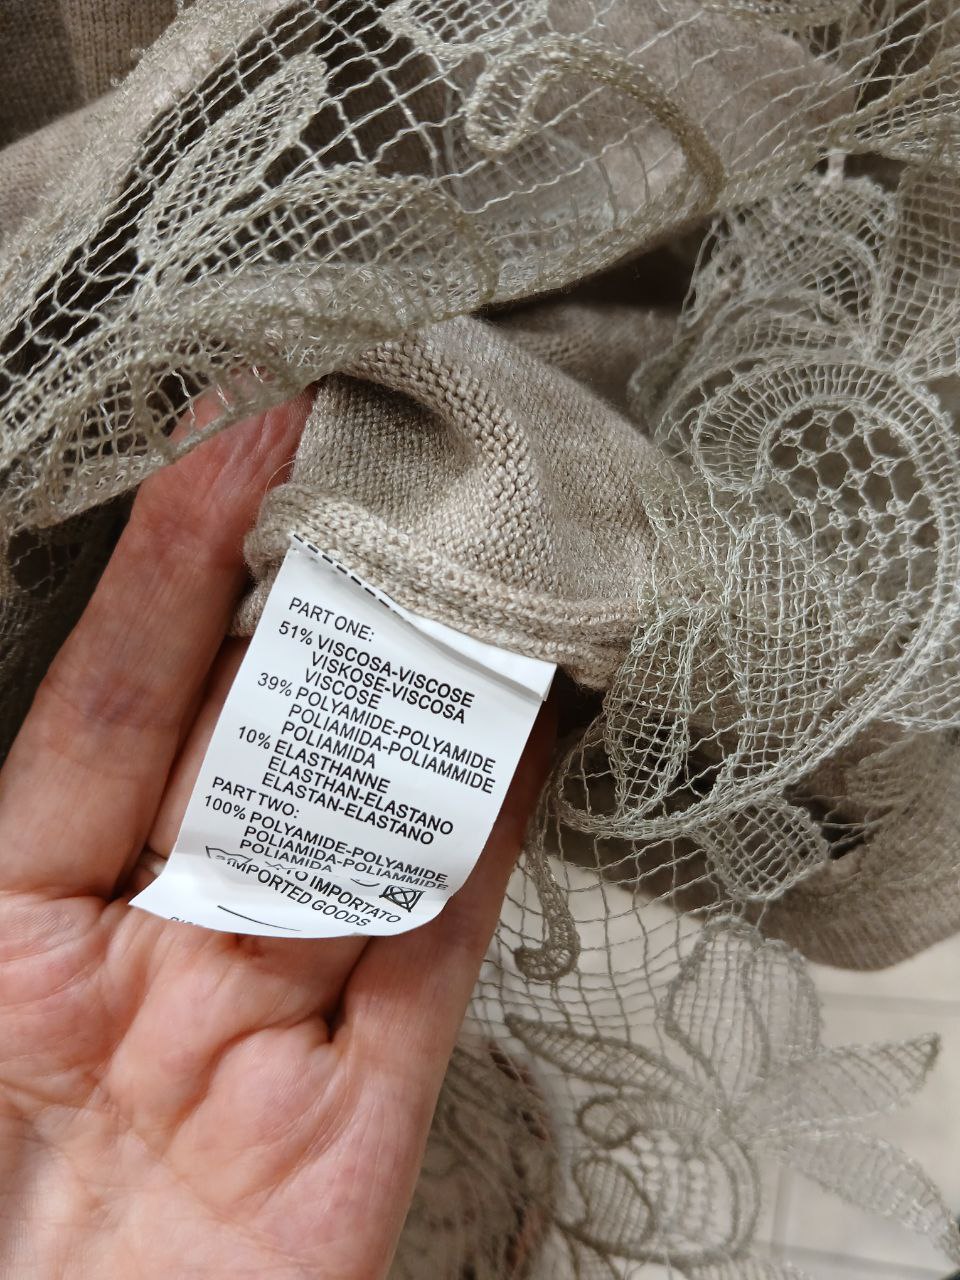 PART ONE:
51% VISCOSA-VISCOSE
VISKOSE-VISCOSA
VISCOSE
39% POLYAMIDE-POLYAMIDE
POLIAMIDA-POLIAMMIDE
POLIAMIDA
10% ELASTHANNE
ELASTHAN-ELASTANO
ELASTAN-ELASTANO
PART TWO:
100% POLYAMIDE-POLYAMIDE
POLIAMIDA-POLIAMMIDE
POLIAMIDA
IMPORTATO
IMPORTED GOODS